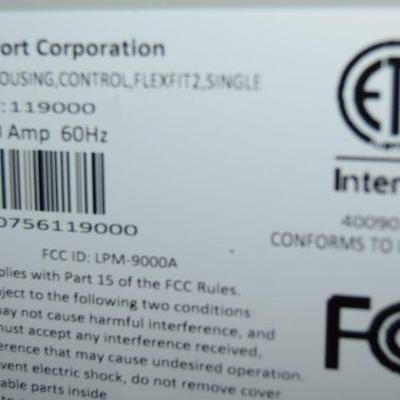 ort Corporation
OUSING,CONTROL,FLEXFIT2,SINGLE
:119000
Amp 60Hz
0756119000
FCC ID: LPM-9000A
plies with Part 15 of the FCC Rules.
ject to the following two conditions
may not cause harmful interference, and
must accept any interference received,
erence that may cause undesired operation.
vent electric shock, do not remove cover
able parts inside
ET
Inter
40090
CONFORMS TO
FC